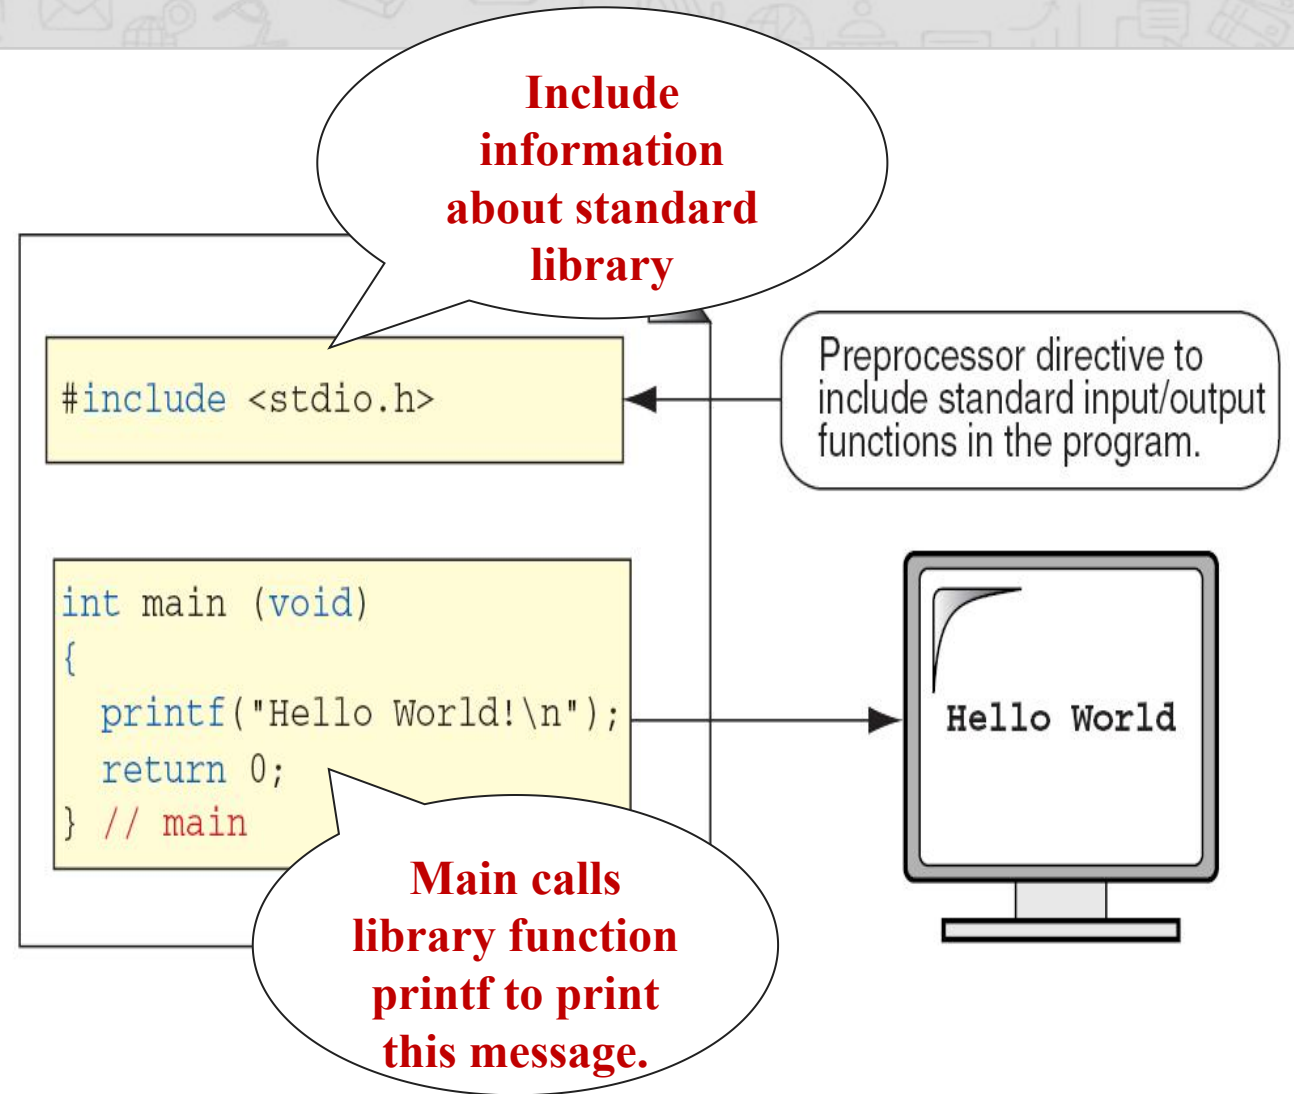 Include
information
about standard
library
#include <stdio.h>
Preprocessor directive to
include standard input/output
functions in the program.
int main (void)
{
printf("Hello World!\n");
return 0;
} // main
Hello World
Main calls
library function
printf to print
this message.